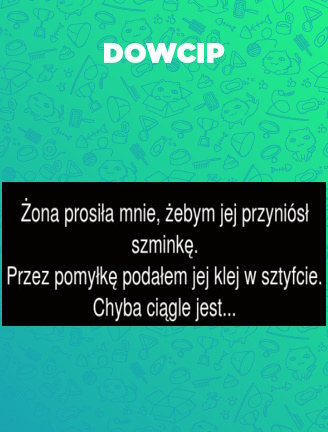 DOWCIP
Żona prosiła mnie, żebym jej przyniósł
szminkę.
Przez pomyłkę podałem jej klej w sztyfcie.
Chyba ciągle jest...